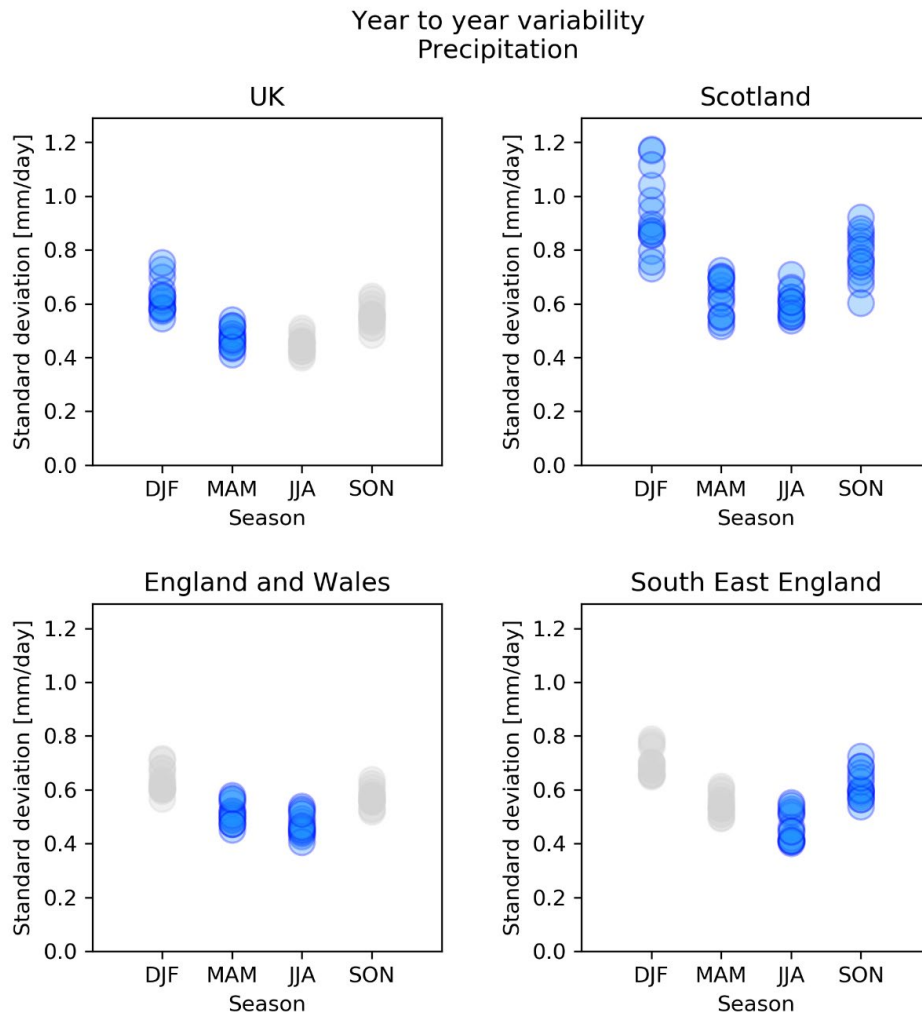 Year to year variability
Precipitation
UK
Standard deviation [mm/day]
1.2
1.0
0.8
0.6
0.4
0.2
0.0
DJF MAM JJA SON
Season
Scotland
Standard deviation [mm/day]
1.2
1.0
0.8
0.6
0.4
0.2
0.0
DJF MAM JJA SON
Season
England and Wales
Standard deviation [mm/day]
1.2
1.0
0.8
0.6
0.4
0.2
0.0
DJF MAM JJA SON
Season
South East England
Standard deviation [mm/day]
1.2
1.0
0.8
0.6
0.4
0.2
0.0
DJF MAM JJA SON
Season